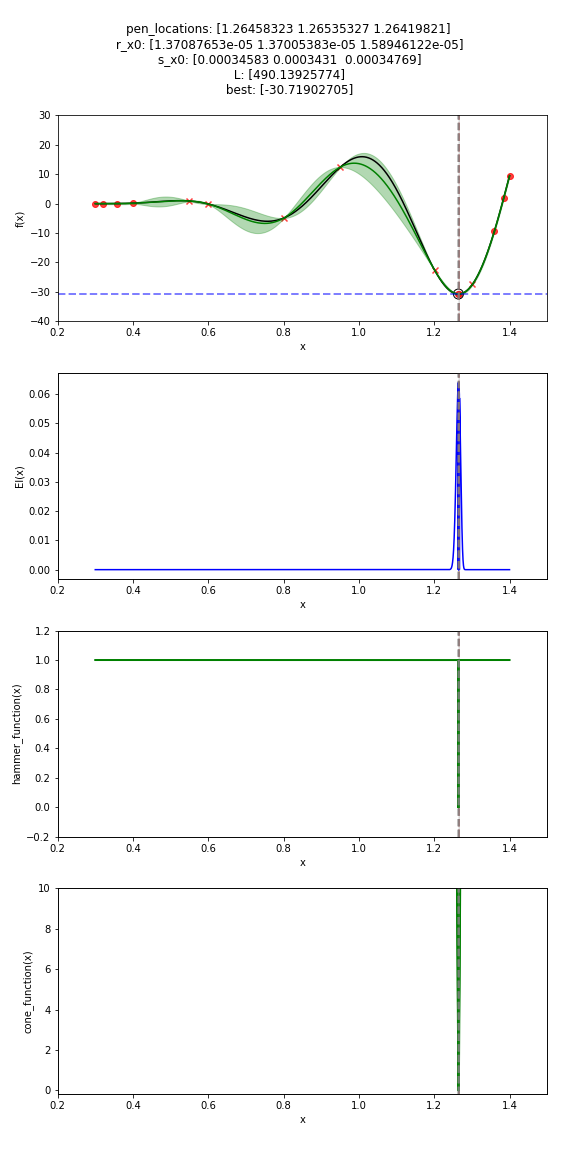 pen_locations: [1.26458323 1.26535327 1.26419821]
r_x0: [1.37087653e-05 1.37005383e-05 1.58946122e-05]
s_x0: [0.00034583 0.0003431  0.00034769]
L: [490.13925774]
best: [-30.71902705]
30
20
10
0
−10
−20
−30
−40
f(x)
0.2 0.4 0.6 0.8 1.0 1.2 1.4
x
0.06
0.05
0.04
0.03
0.02
0.01
0.00
EI(x)
0.2 0.4 0.6 0.8 1.0 1.2 1.4
x
1.2
1.0
0.8
0.6
0.4
0.2
0.0
−0.2
hammer_function(x)
0.2 0.4 0.6 0.8 1.0 1.2 1.4
x
10
8
6
4
2
0
cone_function(x)
0.2 0.4 0.6 0.8 1.0 1.2 1.4
x